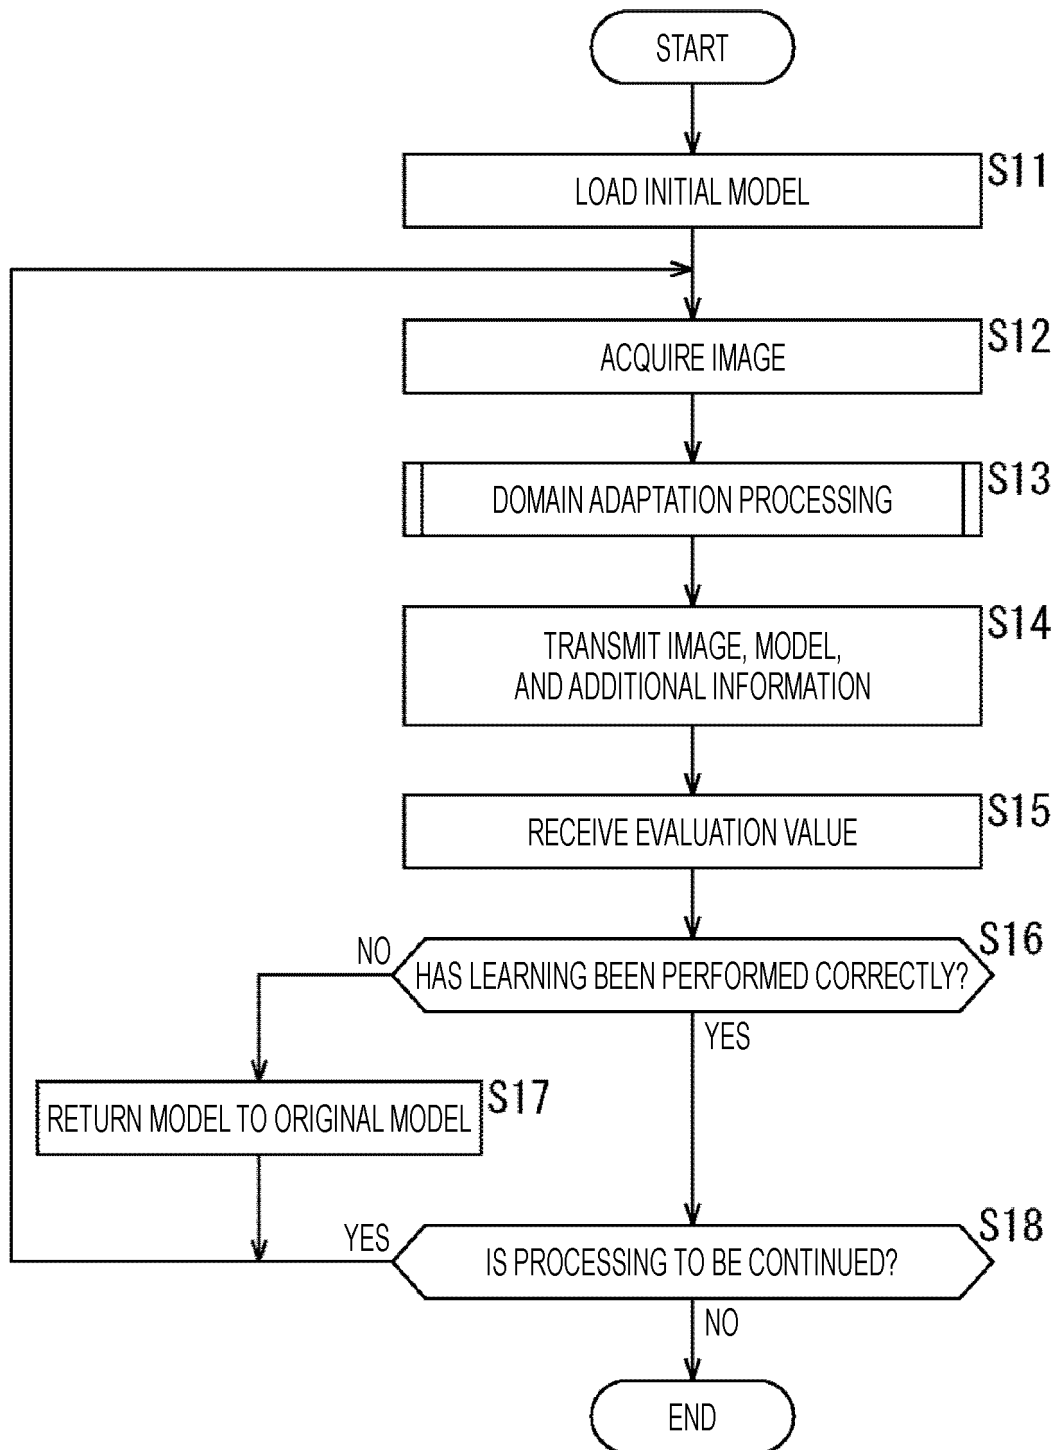 START
LOAD INITIAL MODEL
S11
ACQUIRE IMAGE
S12
DOMAIN ADAPTATION PROCESSING
S13
TRANSMIT IMAGE, MODEL,
AND ADDITIONAL INFORMATION
S14
RECEIVE EVALUATION VALUE
S15
HAS LEARNING BEEN PERFORMED CORRECTLY?
S16
NO
YES
RETURN MODEL TO ORIGINAL MODEL
S17
YES
IS PROCESSING TO BE CONTINUED?
S18
NO
END